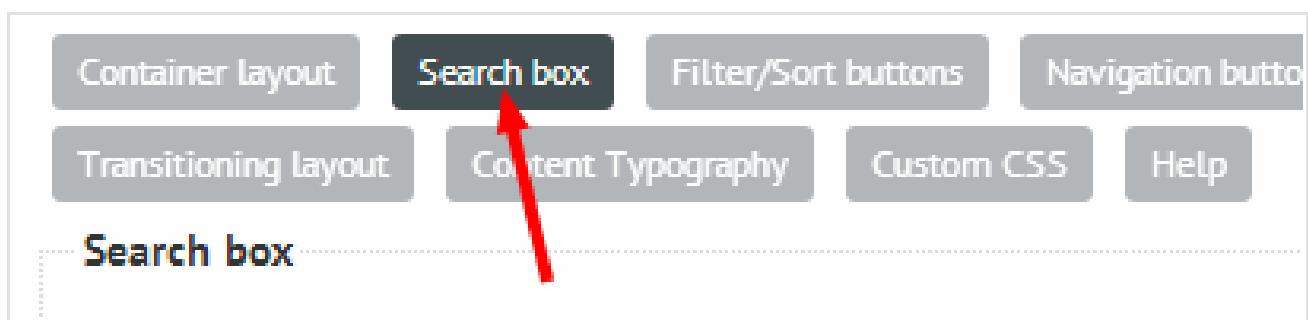 Container layout Search box Filter/Sort buttons Navigation butto
Transitioning layout Content Typography Custom CSS Help
Search box